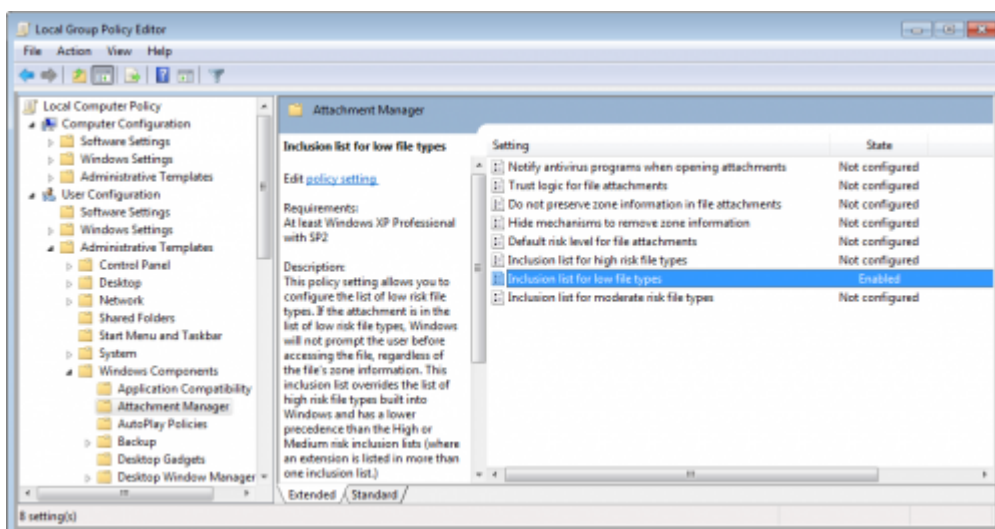 Local Group Policy Editor
File Action View Help
Local Computer Policy
Computer Configuration
Software Settings
Windows Settings
Administrative Templates
User Configuration
Software Settings
Windows Settings
Administrative Templates
Control Panel
Desktop
Network
Shared Folders
Start Menu and Taskbar
System
Windows Components
Application Compatibility
Attachment Manager
AutoPlay Policies
Backup
Desktop Gadgets
Desktop Window Manager
Attachment Manager
Inclusion list for low file types
Edit policy setting
Requirements:
At least Windows XP Professional
with SP2
Description:
This policy setting allows you to
configure the list of low risk file
types. If the attachment is in the
list of low risk file types, Windows
will not prompt the user before
accessing the file, regardless of
the file's zone information. This
inclusion list overrides the list of
high risk file types built into
Windows and has a lower
precedence than the High or
Medium risk inclusion lists (where
an extension is listed in more than
one inclusion list.)
Setting State
Notify antivirus programs when opening attachments Not configured
Trust logic for file attachments Not configured
Do not preserve zone information in file attachments Not configured
Hide mechanisms to remove zone information Not configured
Default risk level for file attachments Not configured
Inclusion list for high risk file types Not configured
Inclusion list for low file types Enabled
Inclusion list for moderate risk file types Not configured
Extended Standard
8 setting(s)